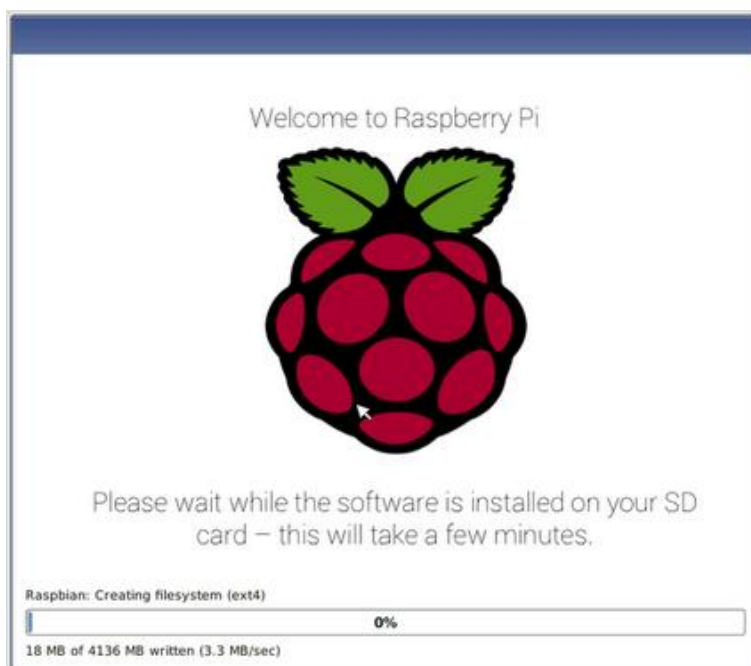 Welcome to Raspberry Pi
Please wait while the software is installed on your SD
card – this will take a few minutes.
Raspbian: Creating filesystem (ext4)
0%
18 MB of 4136 MB written (3.3 MB/sec)